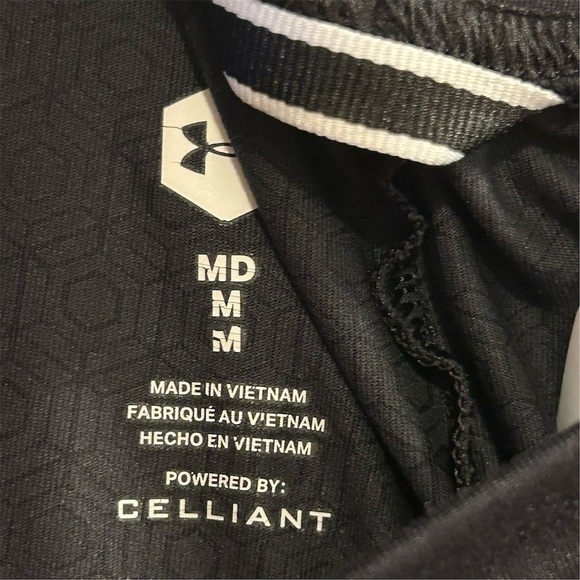 MD
M
M
MADE IN VIETNAM
FABRIQUÉ AU VIETNAM
HECHO EN VIETNAM
POWERED BY:
CELLIANT